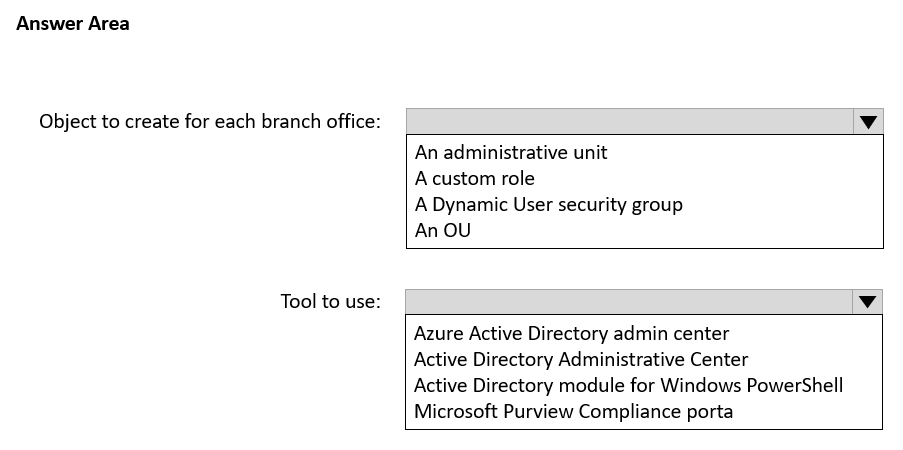 Answer Area
Object to create for each branch office:
An administrative unit
A custom role
A Dynamic User security group
An OU
Tool to use:
Azure Active Directory admin center
Active Directory Administrative Center
Active Directory module for Windows PowerShell
Microsoft Purview Compliance porta